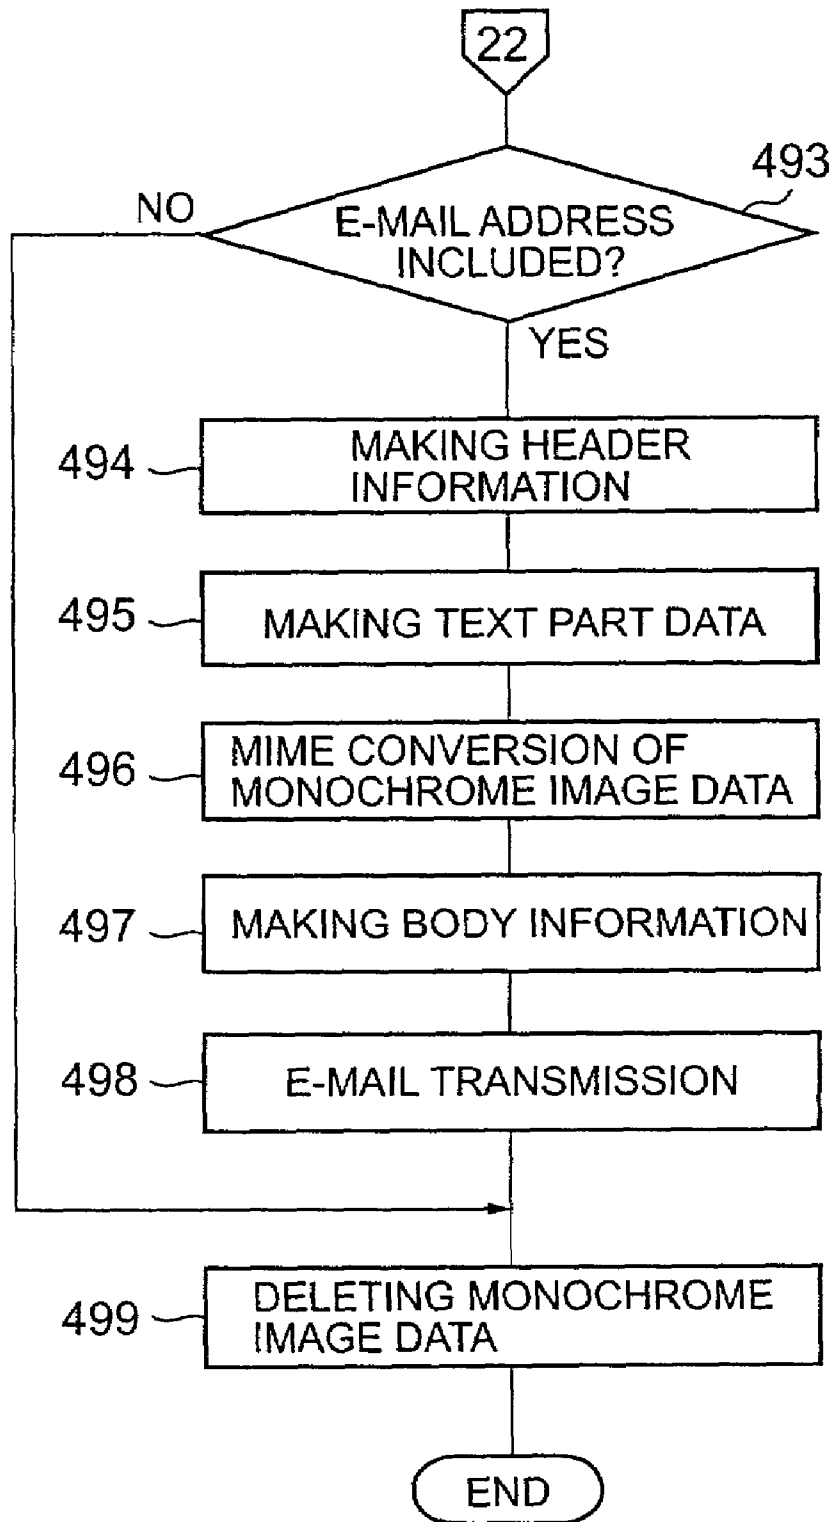 22
493
NO
E-MAIL ADDRESS
INCLUDED?
YES
494
MAKING HEADER
INFORMATION
495
MAKING TEXT PART DATA
496
MIME CONVERSION OF
MONOCHROME IMAGE DATA
497
MAKING BODY INFORMATION
498
E-MAIL TRANSMISSION
499
DELETING MONOCHROME
IMAGE DATA
END